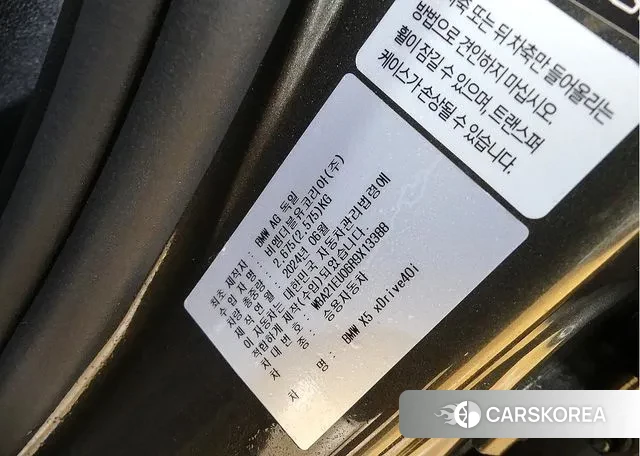 축 또는 뒤 차축만 들어올리는
방법으로 견인하지 마십시오.
휠이 잠길 수 있으며, 트랜스퍼
케이스가 손상될 수 있습니다.
최초 제작자 : BMW AG 독일
수 입 자 명 : 비엠더블유코리아(주)
차량 총중량 : 2.675(2.575)KG
제 작 연 월 : 2024년 06월
이 자동차는 대한민국 자동차관리법령에
적합하게 제작(수입)되었습니다.
차 대 번 호 : WBA21EU06R9X13388
차 종 : 승용자동차
차 명 : BMW X5 xDrive40i
CARSKOREA